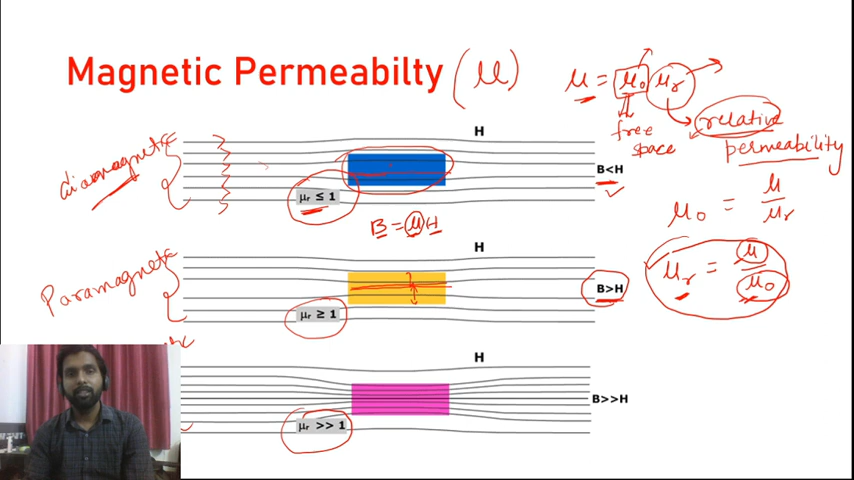 Magnetic Permeabilty (μ)
μ = μ₀ μr
relative
permeability
free
space
H
diamagnetic
B<H
μr ≤ 1
B = μ H
μ₀ = μ/μr
H
Paramagnetic
B>H
μr ≥ 1
μr = μ/μ₀
H
B>>H
μr >> 1